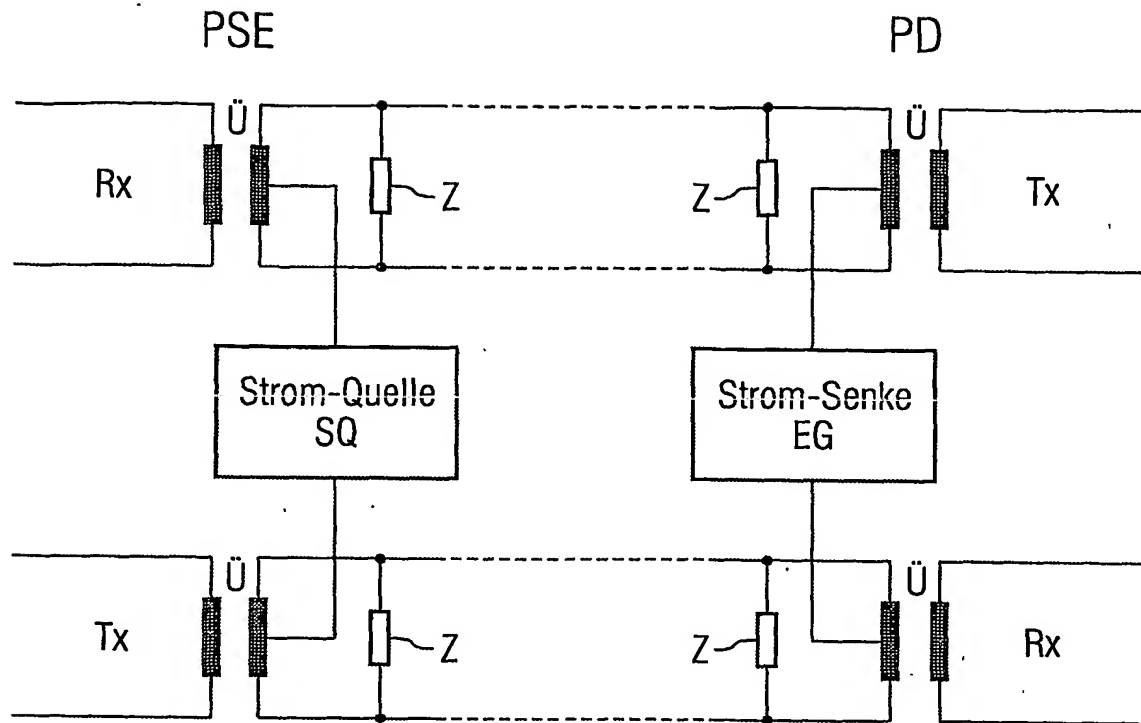 PSE
PD
Ü
Ü
Rx
Z
Z
Tx
Strom-Quelle
SQ
Strom-Senke
EG
Ü
Ü
Tx
Z
Z
Rx